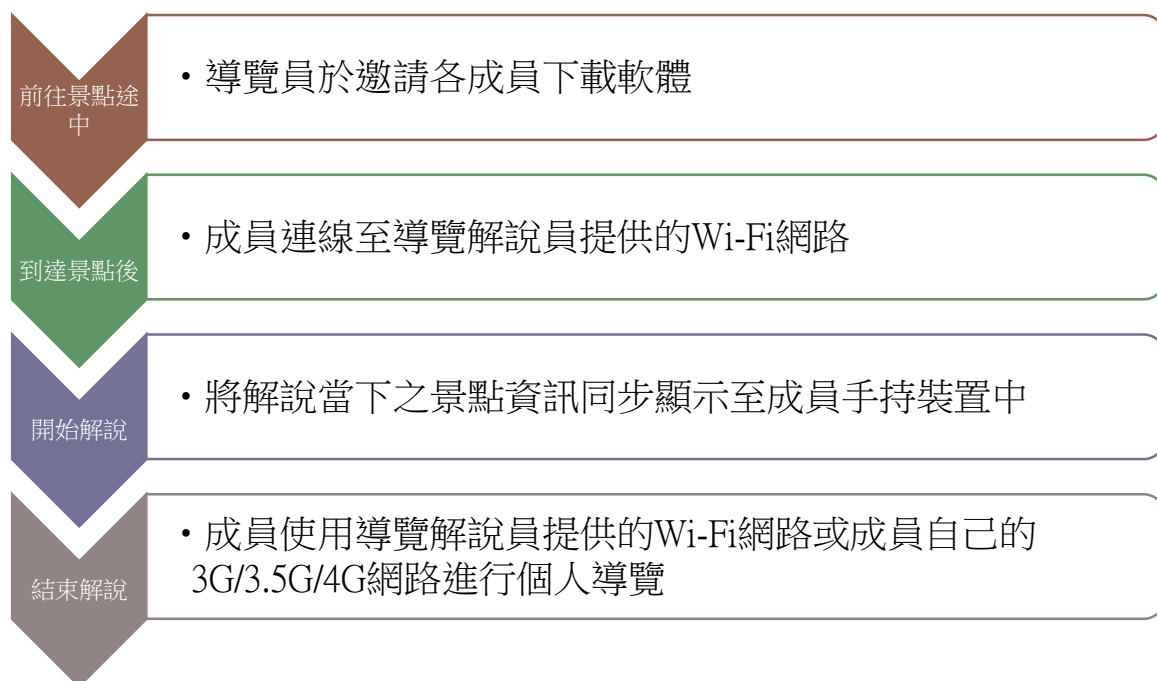 前往景點途
中
•導覽員於邀請各成員下載軟體
到達景點後
•成員連線至導覽解說員提供的Wi-Fi網路
開始解說
•將解說當下之景點資訊同步顯示至成員手持裝置中
結束解說
•成員使用導覽解說員提供的Wi-Fi網路或成員自己的
3G/3.5G/4G網路進行個人導覽